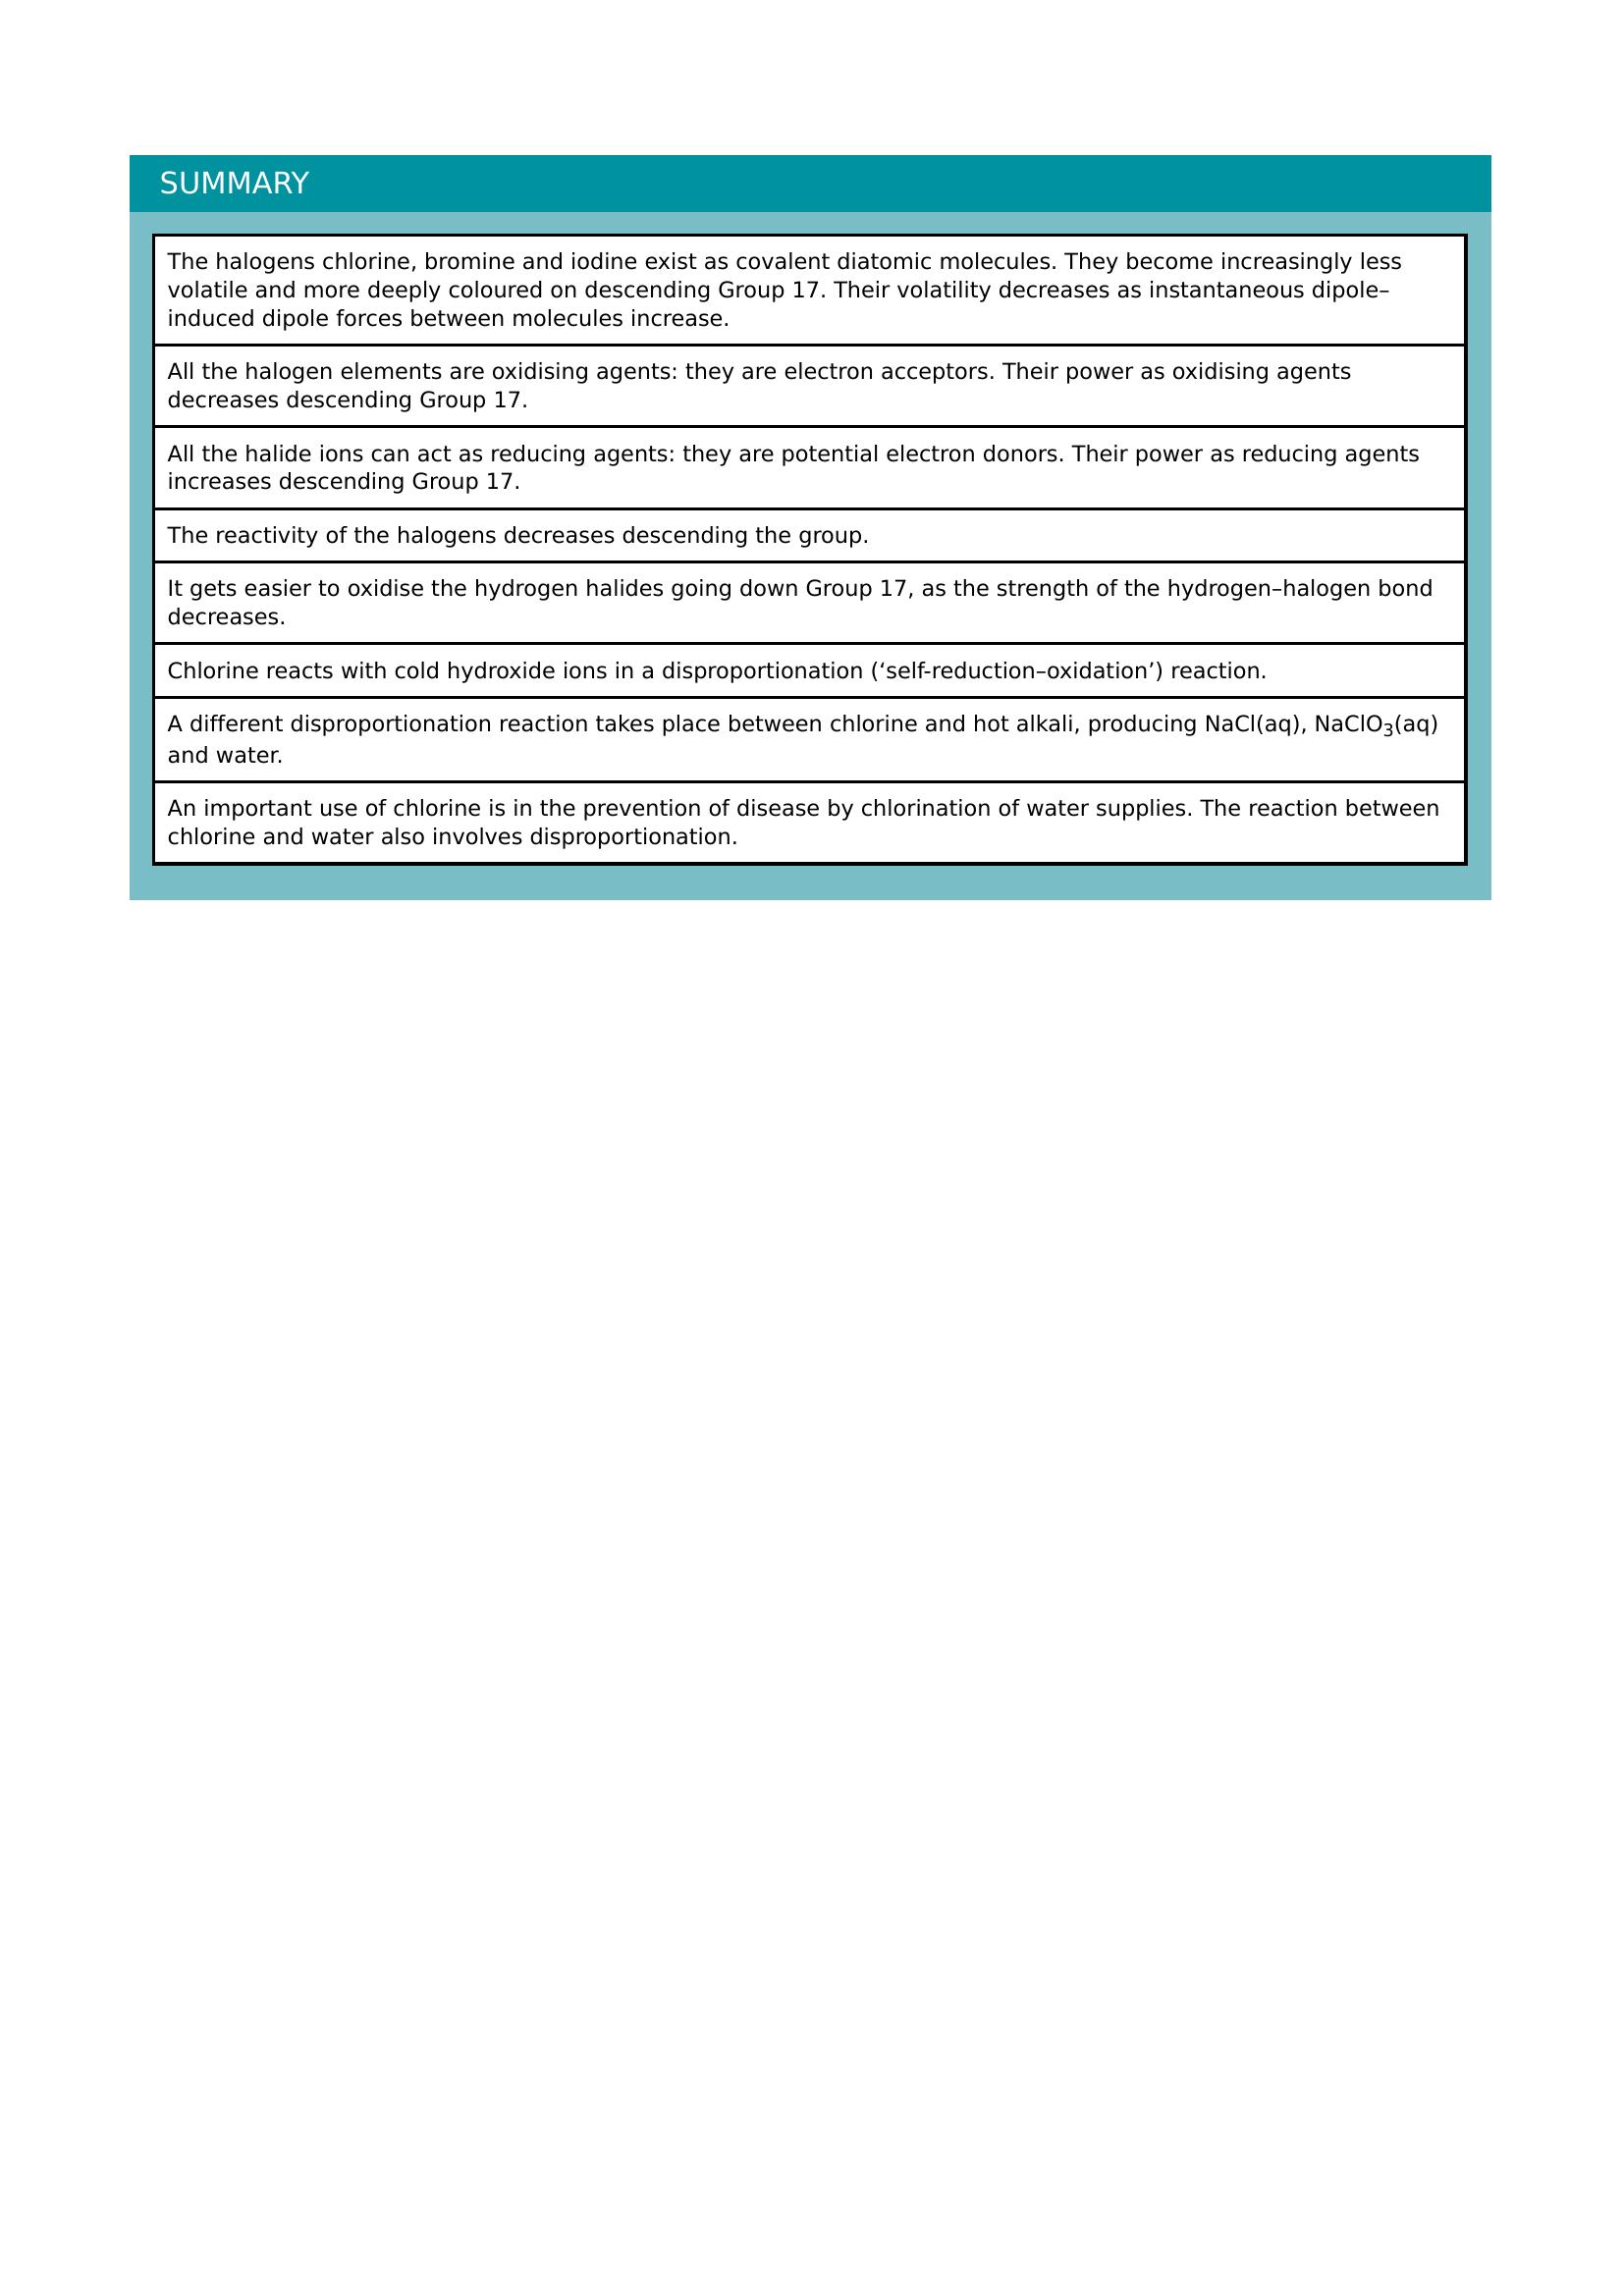 SUMMARY
The halogens chlorine, bromine and iodine exist as covalent diatomic molecules. They become increasingly less
volatile and more deeply coloured on descending Group 17. Their volatility decreases as instantaneous dipole–
induced dipole forces between molecules increase.
All the halogen elements are oxidising agents: they are electron acceptors. Their power as oxidising agents
decreases descending Group 17.
All the halide ions can act as reducing agents: they are potential electron donors. Their power as reducing agents
increases descending Group 17.
The reactivity of the halogens decreases descending the group.
It gets easier to oxidise the hydrogen halides going down Group 17, as the strength of the hydrogen–halogen bond
decreases.
Chlorine reacts with cold hydroxide ions in a disproportionation (‘self-reduction–oxidation’) reaction.
A different disproportionation reaction takes place between chlorine and hot alkali, producing NaCl(aq), NaClO₃(aq)
and water.
An important use of chlorine is in the prevention of disease by chlorination of water supplies. The reaction between
chlorine and water also involves disproportionation.